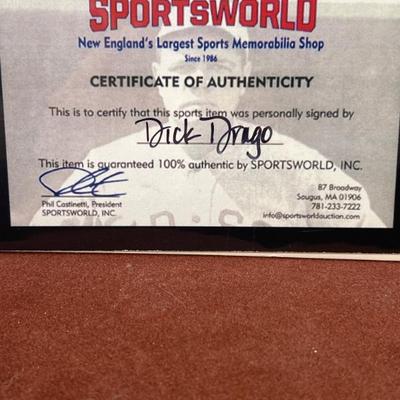 SPORTSWORLD
New England's Largest Sports Memorabilia Shop
Since 1986
CERTIFICATE OF AUTHENTICITY
This is to certify that this sports item was personally signed by
Dick Drago
This item is guaranteed 100% authentic by SPORTSWORLD, INC.
Phil Castinetti, President
SPORTSWORLD, INC.
87 Broadway
Saugus, MA 01906
781-233-7222
info@sportsworldauction.com